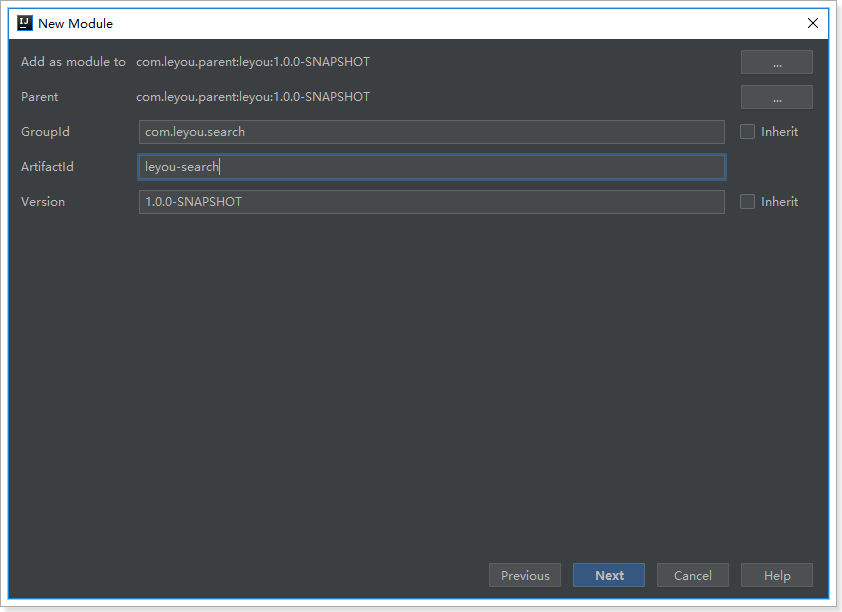 New Module
Add as module to com.leyou.parent:leyou:1.0.0-SNAPSHOT ...
Parent com.leyou.parent:leyou:1.0.0-SNAPSHOT ...
GroupId com.leyou.search Inherit
ArtifactId leyou-search
Version 1.0.0-SNAPSHOT Inherit
Previous Next Cancel Help